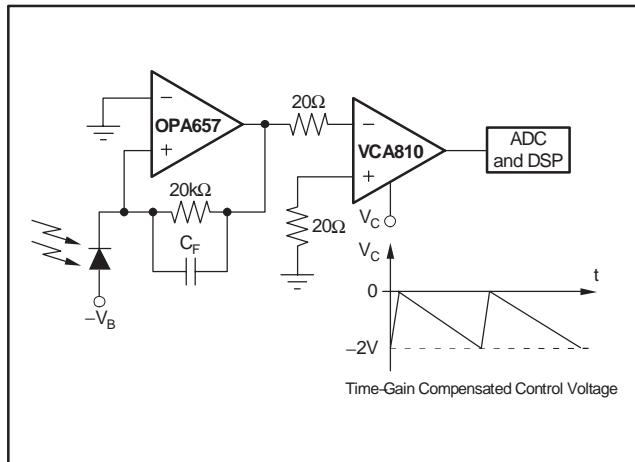 −
OPA657
+
20kΩ
C_F
−V_B
20Ω
20Ω
−
VCA810
+
V_C
ADC
and DSP
V_C
t
0
−2V
Time−Gain Compensated Control Voltage